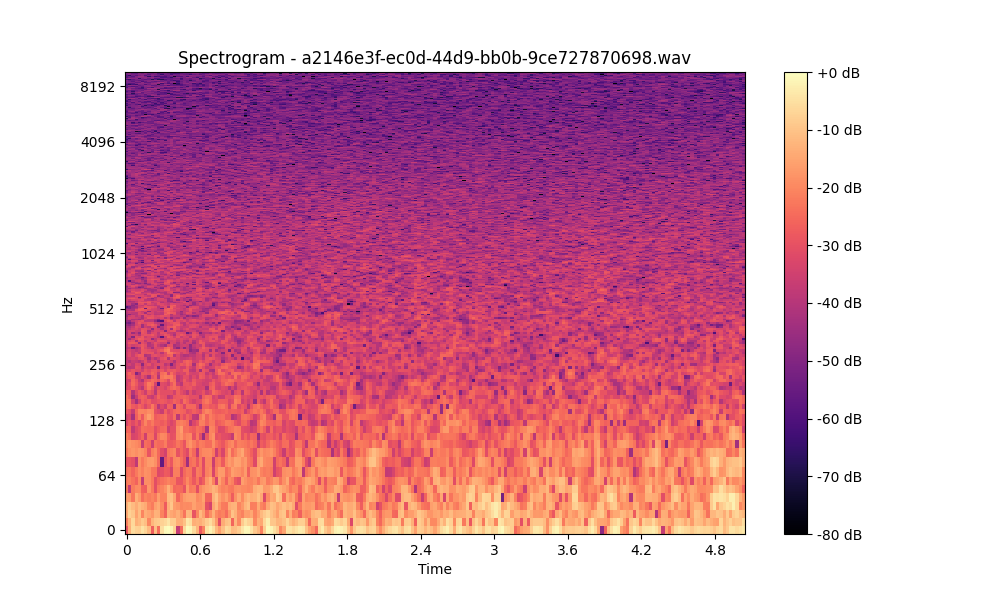 Spectrogram - a2146e3f-ec0d-44d9-bb0b-9ce727870698.wav
8192
4096
2048
1024
512
256
128
64
0
Hz
0 0.6 1.2 1.8 2.4 3 3.6 4.2 4.8
Time
+0 dB
-10 dB
-20 dB
-30 dB
-40 dB
-50 dB
-60 dB
-70 dB
-80 dB